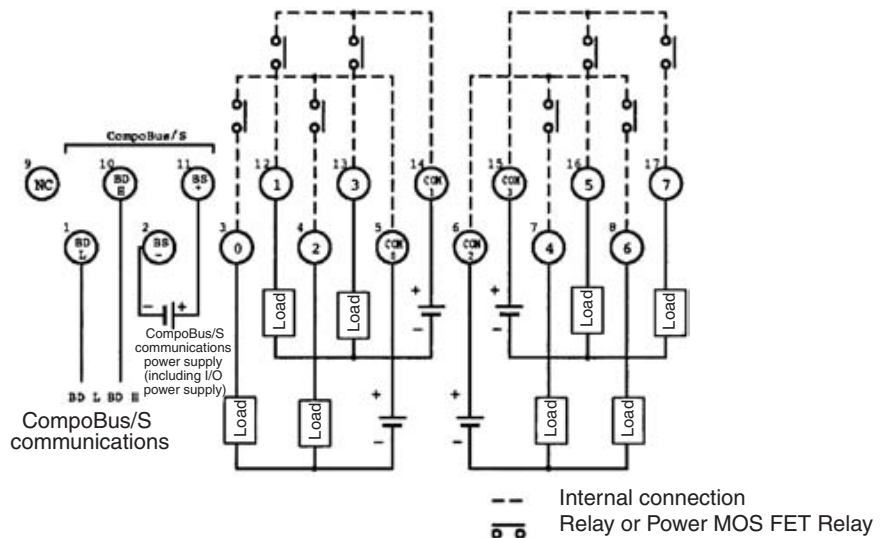 CompoBus/S
9 10 11 12 13 14 15 16 17
NC BD H BS + 1 3 COM 1 COM 3 5 7
1 2 3 4 5 6 7 8
BD L BS – 0 2 COM 0 COM 2 4 6
– +
Load Load + – + – Load Load
CompoBus/S
communications
power supply
(including I/O
power supply)
BD L BD H
CompoBus/S
communications
Load Load + – + – Load Load
Internal connection
Relay or Power MOS FET Relay